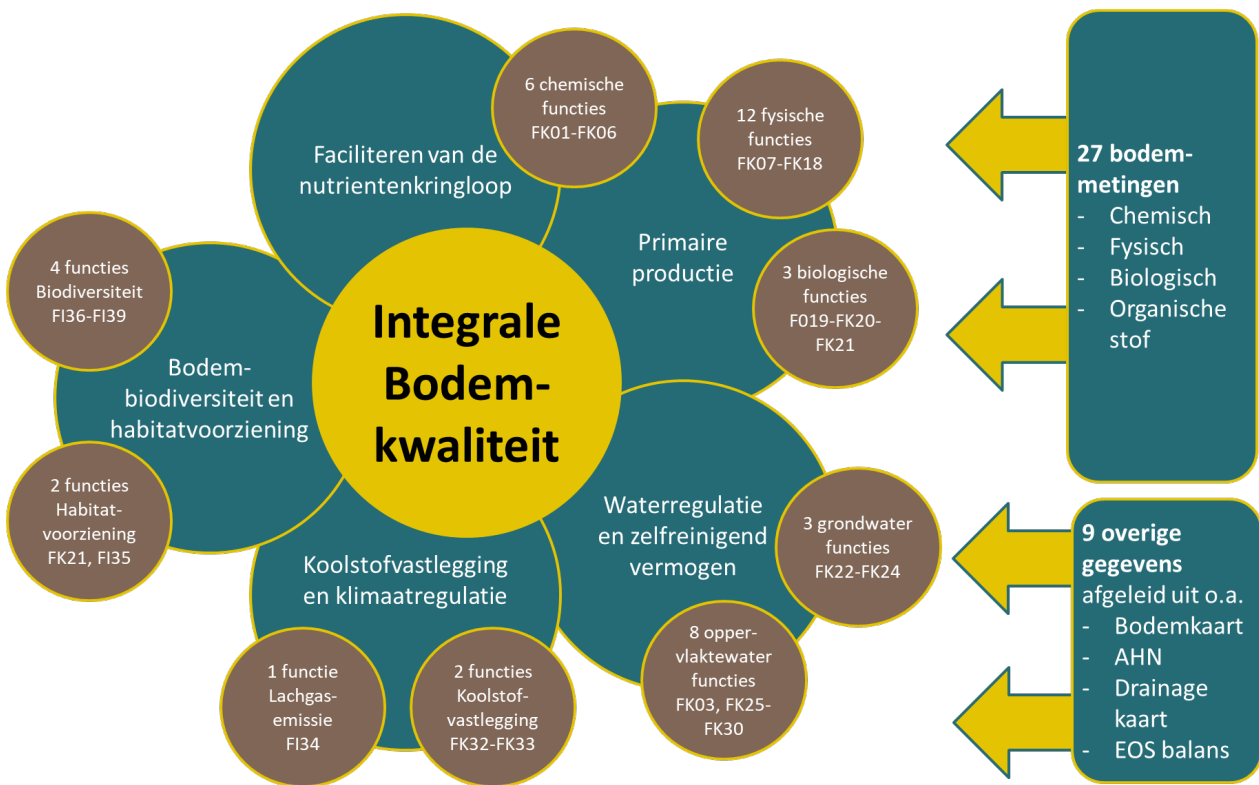 6 chemische
functies
FK01-FK06
12 fysische
functies
FK07-FK18
Faciliteren van de
nutrientenkringloop
Primaire
productie
3 biologische
functies
F019-FK20-
FK21
4 functies
Biodiversiteit
FI36-FI39
Bodem-
biodiversiteit en
habitatvoorziening
Integrale
Bodem-
kwaliteit
2 functies
Habitat-
voorziening
FK21, FI35
Waterregulatie
en zelfreinigend
vermogen
3 grondwater
functies
FK22-FK24
Koolstofvastlegging
en klimaatregulatie
8 opper-
vlaktewater
functies
FK03, FK25-
FK30
1 functie
Lachgas-
emissie
FI34
2 functies
Koolstof-
vastlegging
FK32-FK33
27 bodem-
metingen
- Chemisch
- Fysisch
- Biologisch
- Organische
stof
9 overige
gegevens
afgeleid uit o.a.
- Bodemkaart
- AHN
- Drainage
kaart
- EOS balans